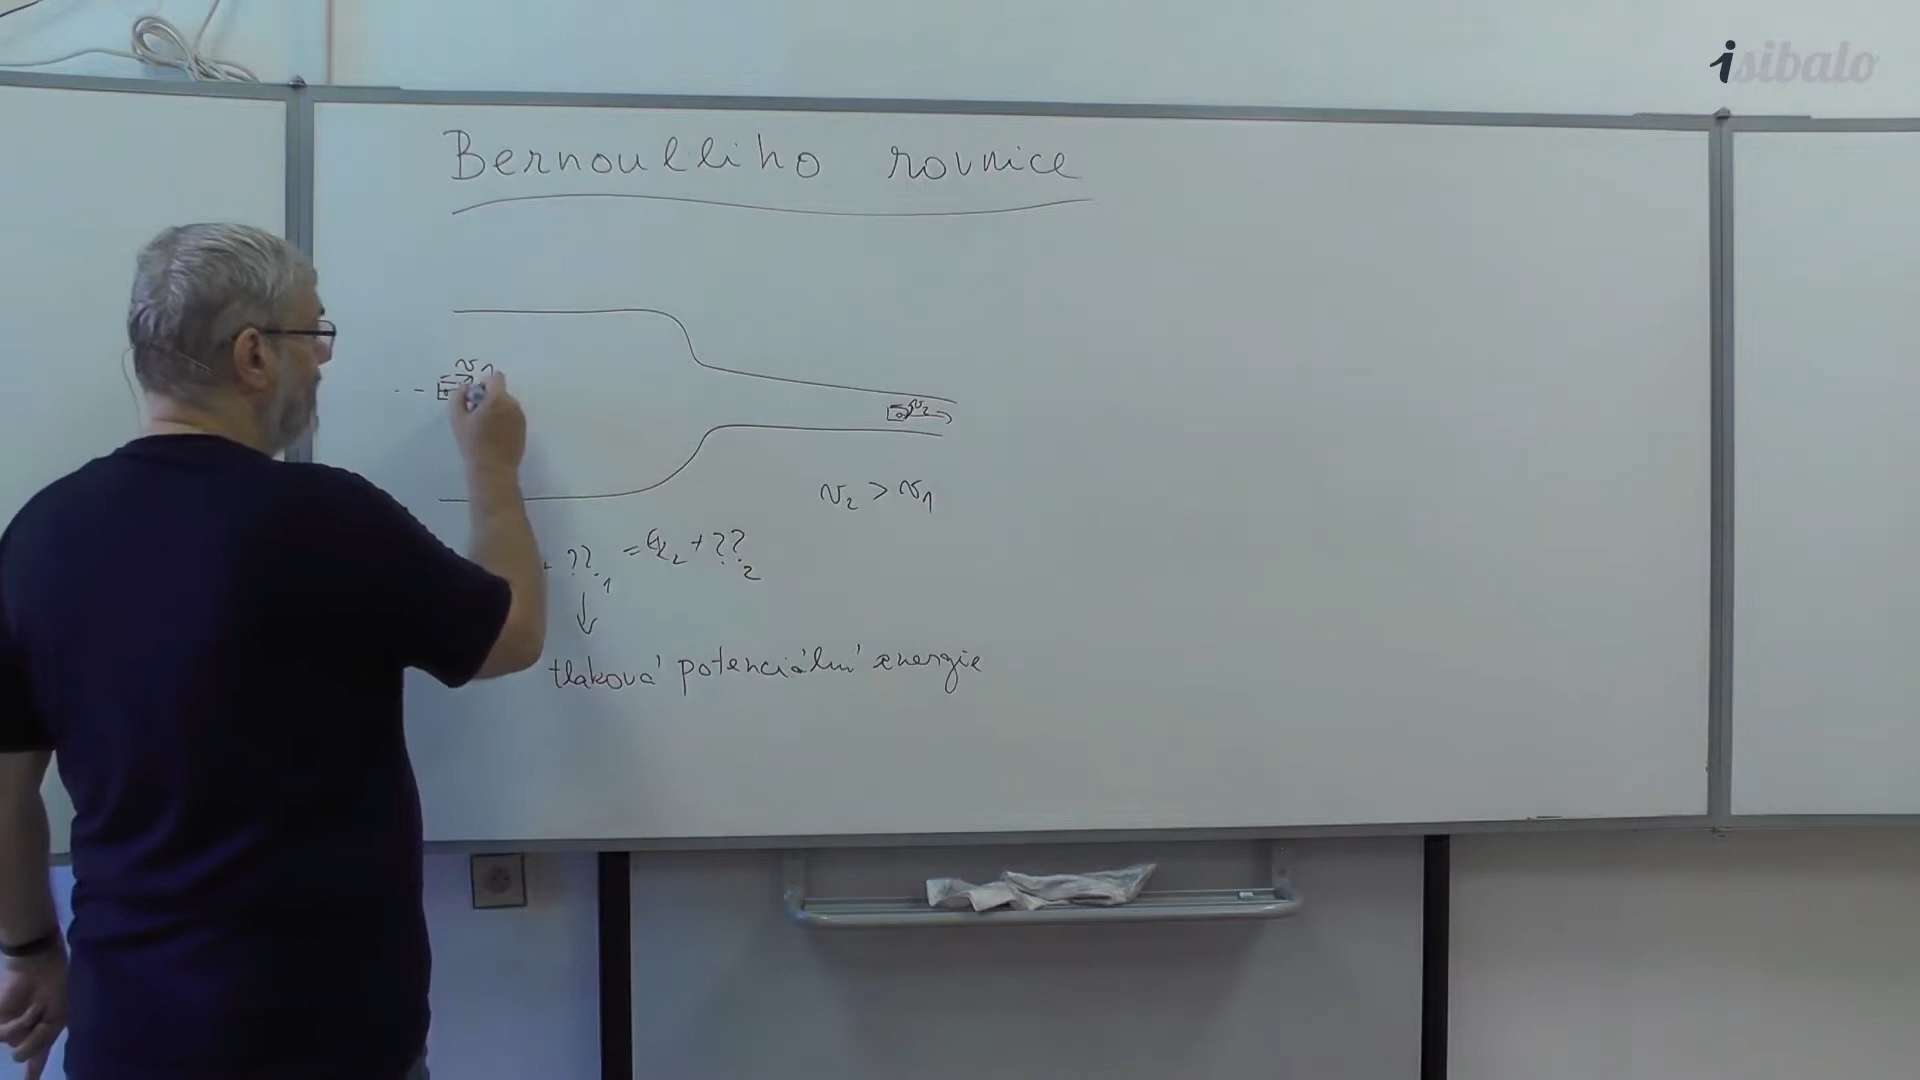 isibalo
Bernoulliho rovnice
v1
v2
v2 > v1
??1 = Ek2 + ??2
tlaková potenciální energie